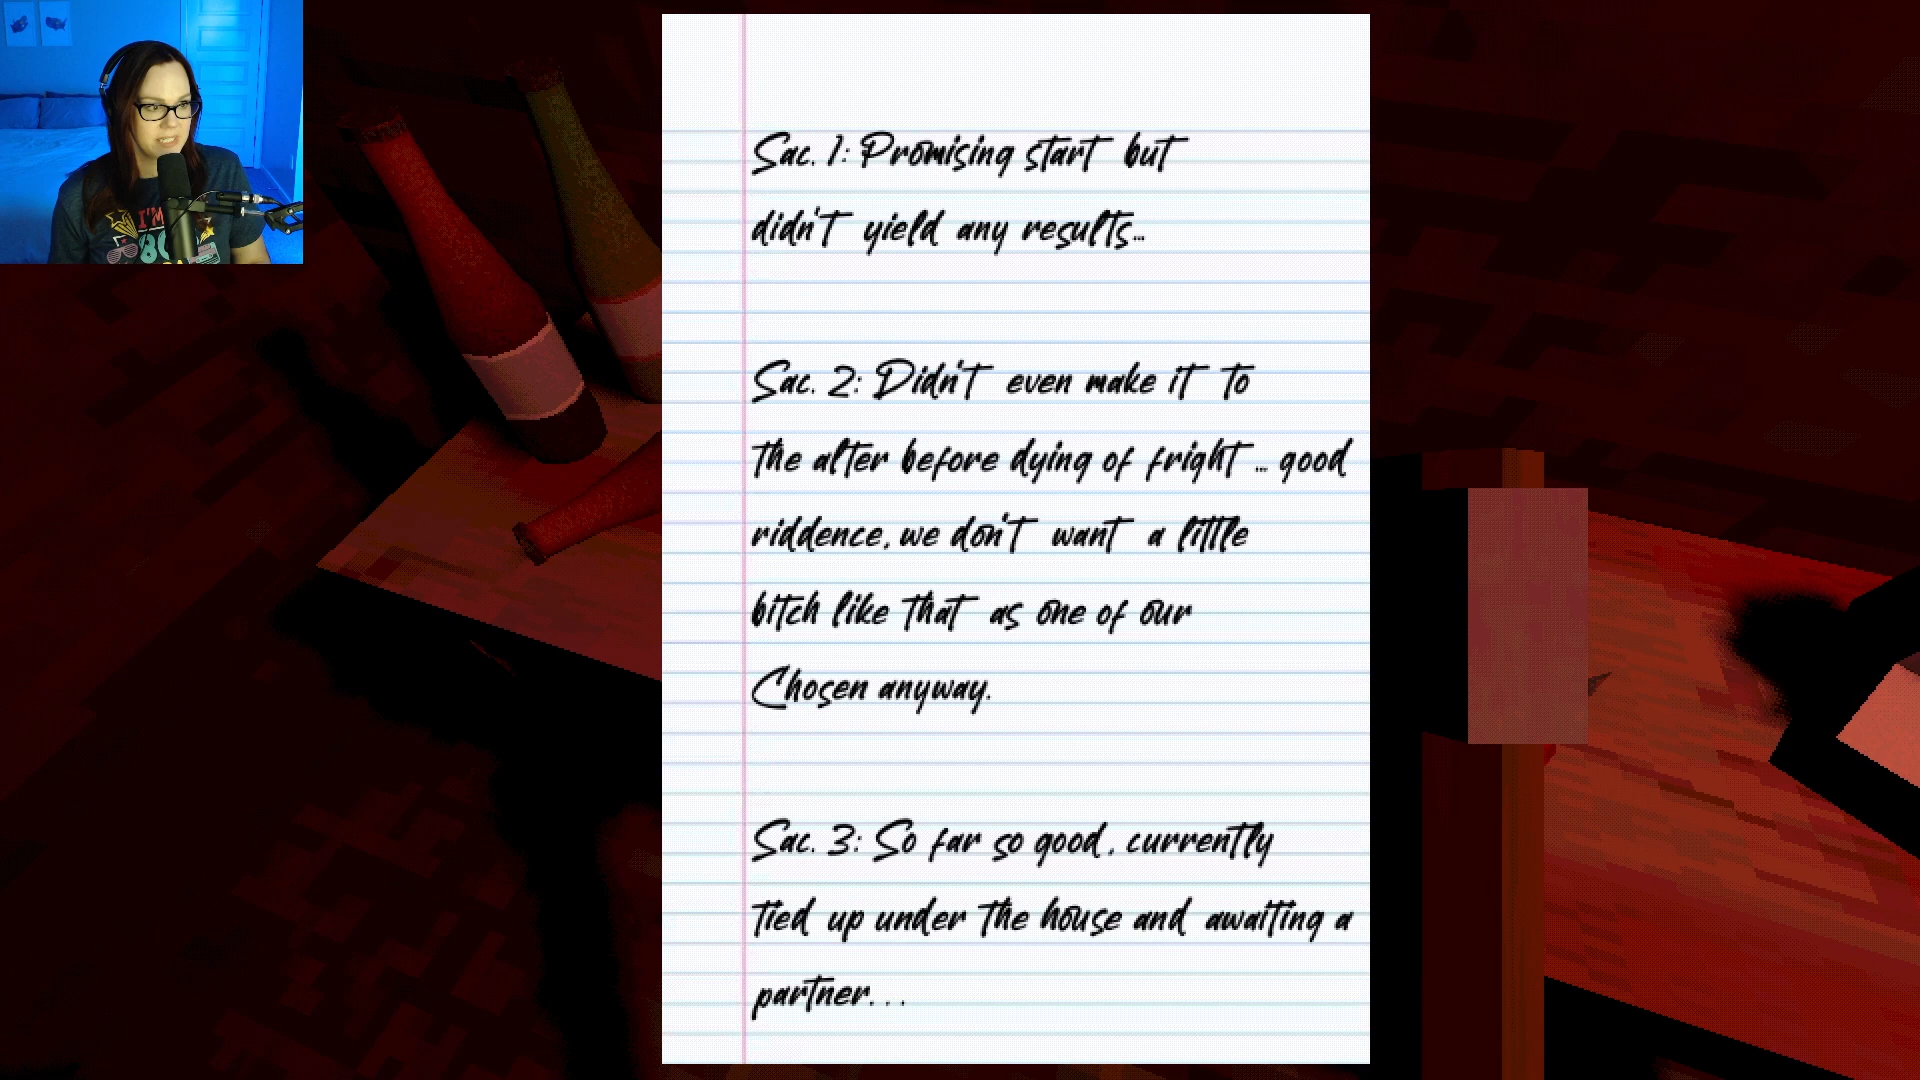 Sac. 1: Promising start but
didn't yield any results...
Sac. 2: Didn't even make it to
the alter before dying of fright ... good
riddence, we don't want a little
bitch like that as one of our
Chosen anyway.
Sac. 3: So far so good, currently
tied up under the house and awaiting a
partner...
I'M
80